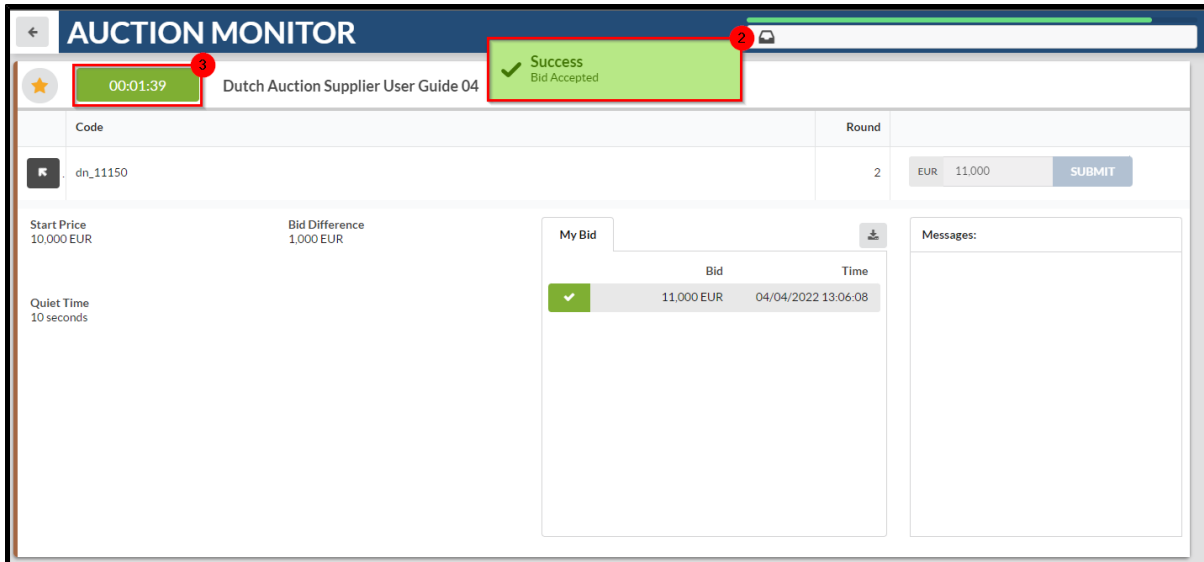 AUCTION MONITOR
2
Success
Bid Accepted
3
00:01:39
Dutch Auction Supplier User Guide 04
Code
Round
dn_11150
2
EUR
11,000
SUBMIT
Start Price
10,000 EUR
Bid Difference
1,000 EUR
Quiet Time
10 seconds
My Bid
Bid
Time
11,000 EUR
04/04/2022 13:06:08
Messages: